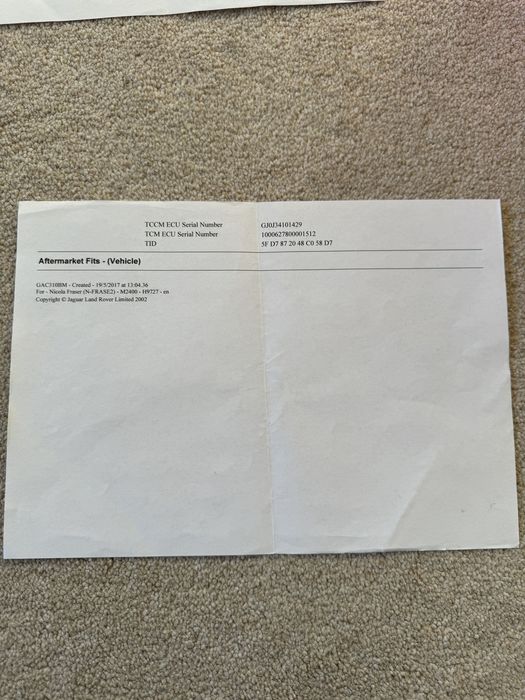 TCCM ECU Serial Number GJ0J34101429
TCM ECU Serial Number 1000627800001512
TID 5F D7 87 20 48 C0 58 D7
Aftermarket Fits - (Vehicle)
GAC310BM - Created - 19/5/2017 at 13:04.36
For - Nicola Fraser (N-FRASE2) - M2400 - H9727 - en
Copyright © Jaguar Land Rover Limited 2002